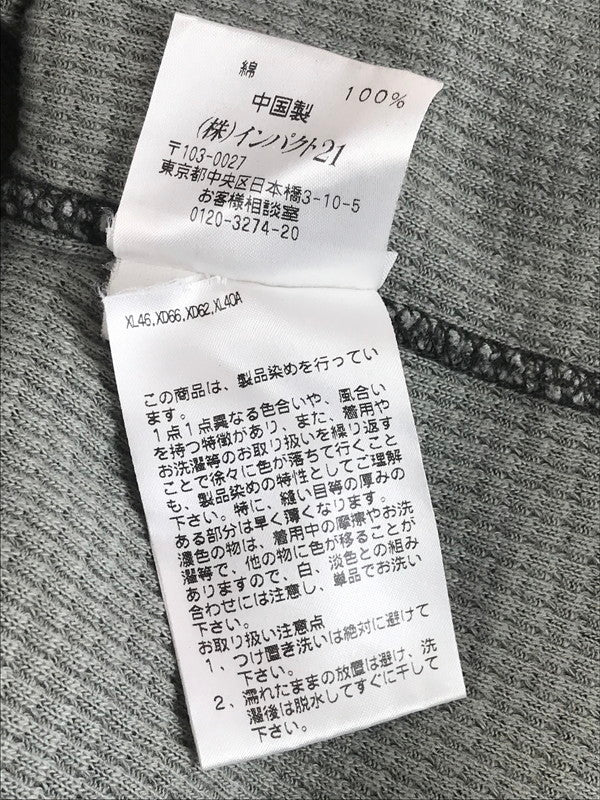 綿 100%
中国製
(株)インパクト21
〒103-0027
東京都中央区日本橋3-10-5
お客様相談室
0120-3274-20
XL46,XD66,XD62,XL40A
この商品は、製品染めを行ってい
ます。
1点1点異なる色合いや、風合い
を持つ特徴があり、また、着用や
お洗濯等のお取り扱いを繰り返す
ことで徐々に色が落ちて行くこと
も、製品染めの特性としてご理解
下さい。特に、縫い目等の厚みの
ある部分は早く薄くなります。
濃色の物は、着用中の摩擦やお洗
濯等で、他の物に色が移ることが
ありますので、白、淡色との組み
合わせには注意し、単品でお洗い
下さい。
お取り扱い注意点
1、つけ置き洗いは絶対に避けて
下さい。
2、濡れたままの放置は避け、洗
濯後は脱水してすぐに干して
下さい。